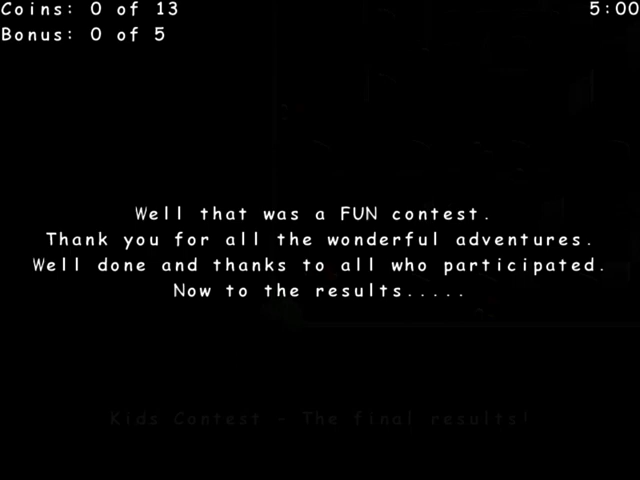 Coins: 0 of 13
5:00
Bonus: 0 of 5
Well that was a FUN contest.
Thank you for all the wonderful adventures.
Well done and thanks to all who participated.
Now to the results.....
Kids Contest - The final results!